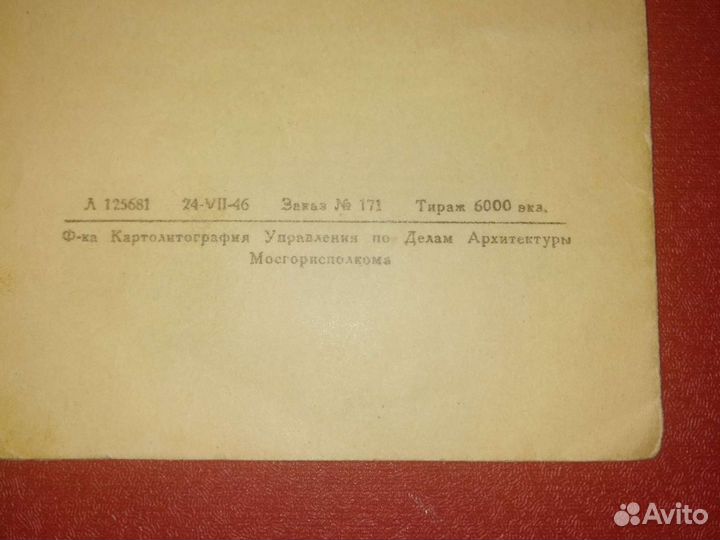 Л 125681 24-VII-46 Заказ № 171 Тираж 6000 экз.
Ф-ка Картолитография Управления по Делам Архитектуры
Мосгорисполкома
Avito